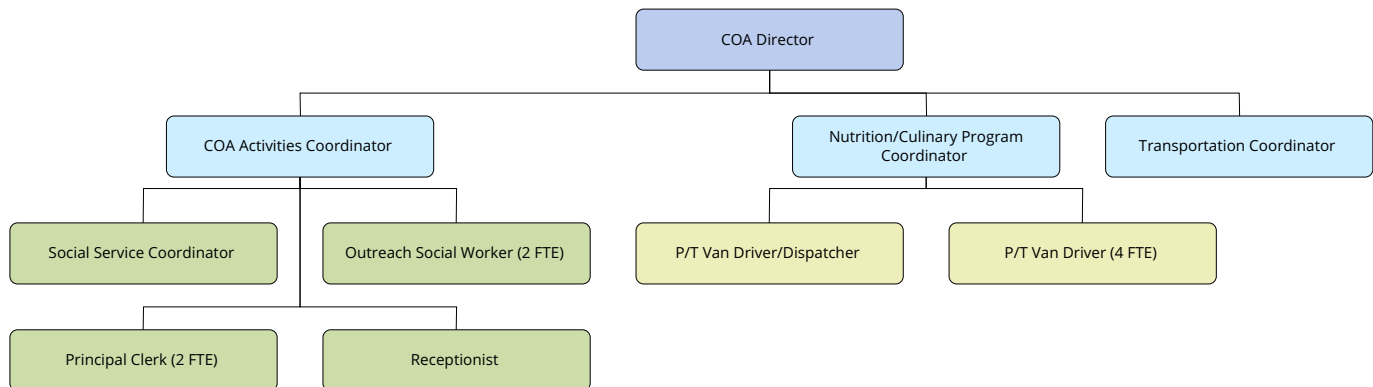 COA Director
COA Activities Coordinator
Nutrition/Culinary Program
Coordinator
Transportation Coordinator
Social Service Coordinator
Outreach Social Worker (2 FTE)
P/T Van Driver/Dispatcher
P/T Van Driver (4 FTE)
Principal Clerk (2 FTE)
Receptionist